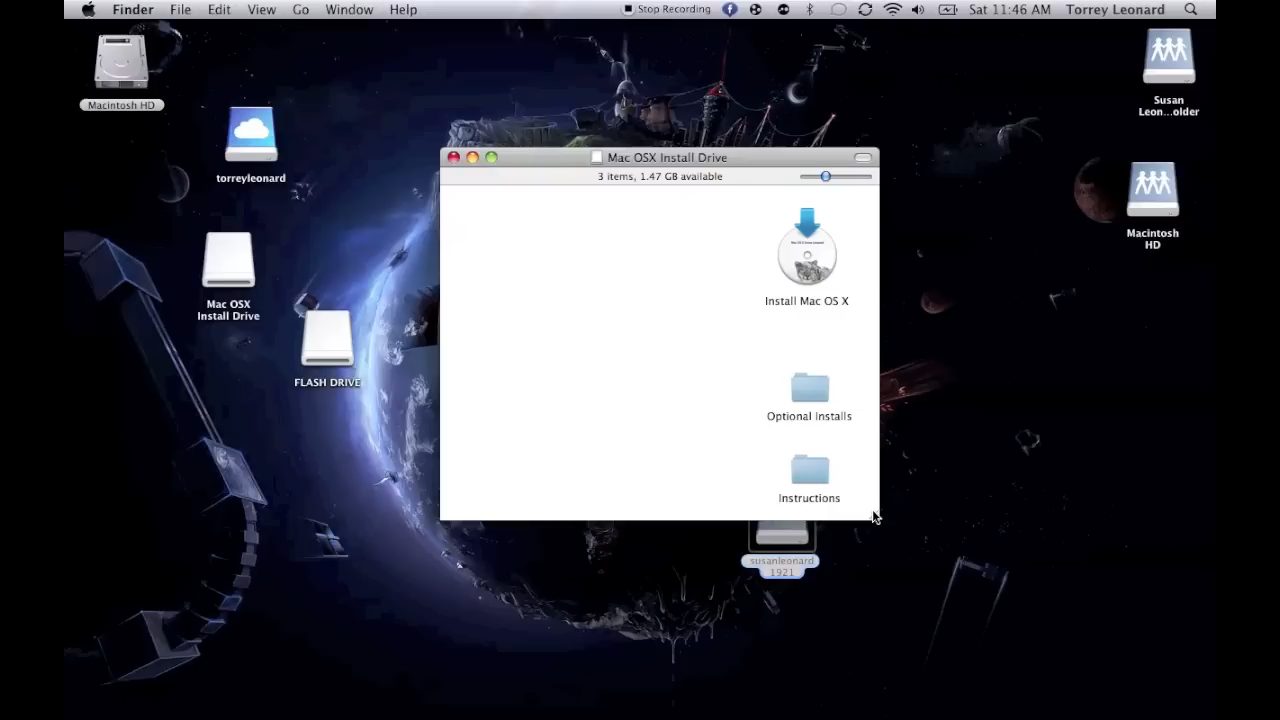 Finder File Edit View Go Window Help Stop Recording Sat 11:46 AM Torrey Leonard
Macintosh HD
torreyleonard
Mac OSX
Install Drive
FLASH DRIVE
Mac OSX Install Drive
3 items, 1.47 GB available
Install Mac OS X
Optional Installs
Instructions
susanleonard
1921
Susan
Leon...older
Macintosh
HD